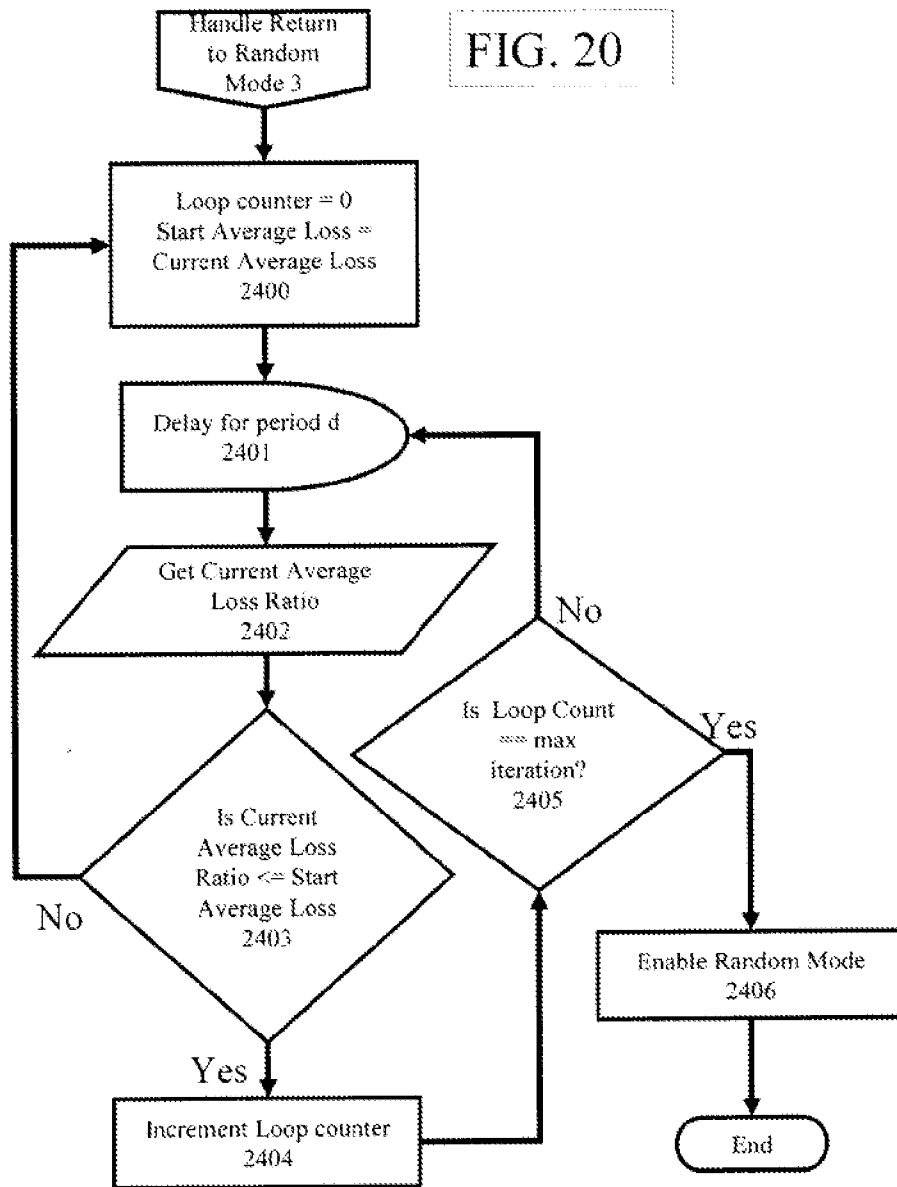 Handle Return
to Random
Mode 3
FIG. 20
Loop counter = 0
Start Average Loss =
Current Average Loss
2400
Delay for period d
2401
Get Current Average
Loss Ratio
2402
Is Current
Average Loss
Ratio <= Start
Average Loss
2403
No
Yes
Increment Loop counter
2404
No
Is Loop Count
== max
iteration?
2405
Yes
Enable Random Mode
2406
End